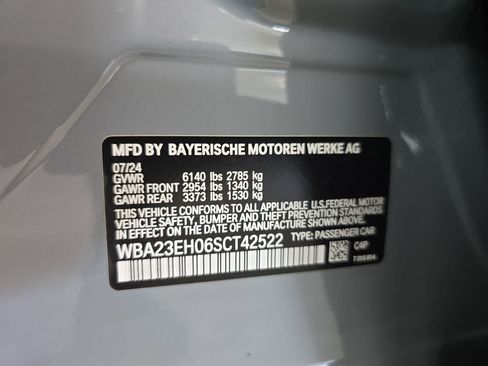 MFD BY BAYERISCHE MOTOREN WERKE AG
07/24
GVWR 6140 lbs 2785 kg
GAWR FRONT 2954 lbs 1340 kg
GAWR REAR 3373 lbs 1530 kg
THIS VEHICLE CONFORMS TO ALL APPLICABLE U.S.FEDERAL MOTOR
VEHICLE SAFETY, BUMPER, AND THEFT PREVENTION STANDARDS
IN EFFECT ON THE DATE OF MANUFACTURE SHOWN ABOVE.
WBA23EH06SCT42522 TYPE: PASSENGER CAR
C4P